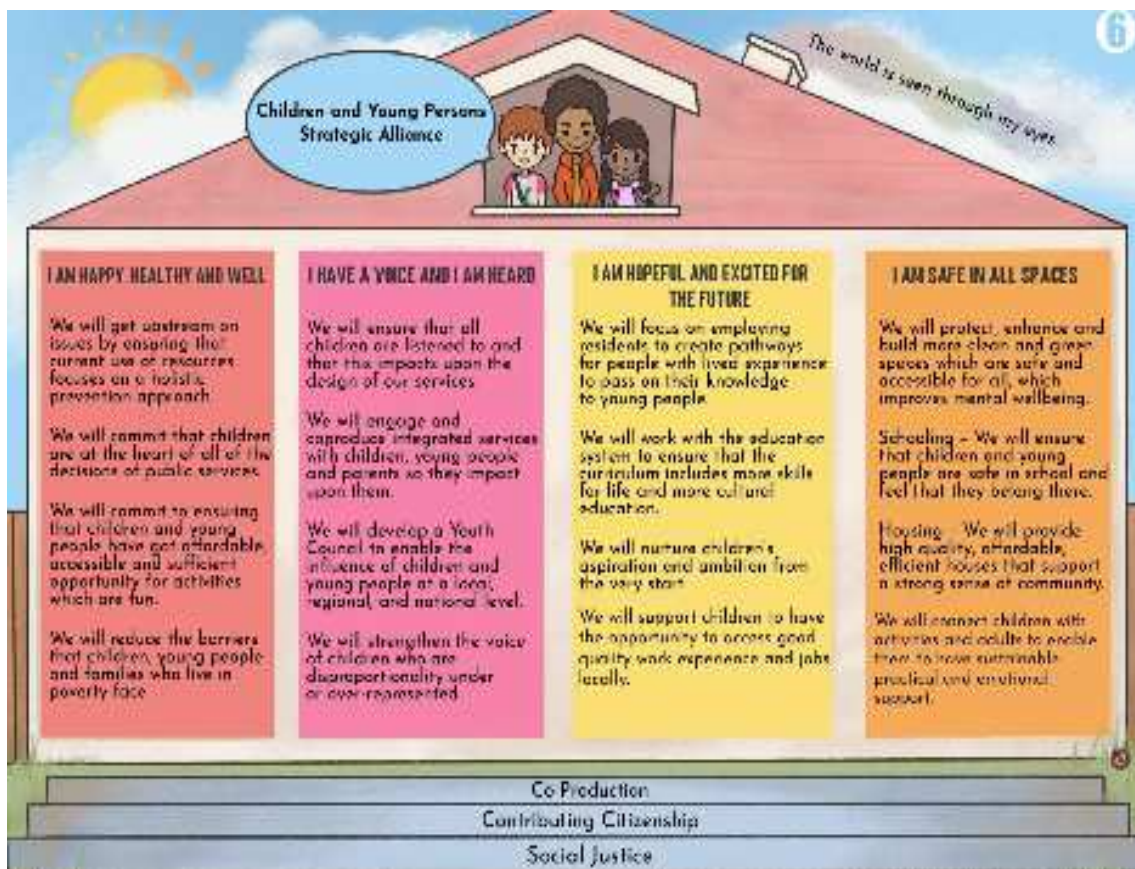 6
The world is seen through my eyes
Children and Young Persons
Strategic Alliance
I AM HAPPY, HEALTHY AND WELL
We will get upstream on
issues by ensuring that
current use of resources
focuses on a holistic
prevention approach
We will commit that children
are at the heart of all of the
decisions of public services
We will commit to ensuring
that children and young
people have got affordable
accessible and sufficient
opportunity for activities
which are fun.
We will reduce the barriers
that children, young people
and families who live in
poverty face
I HAVE A VOICE AND I AM HEARD
We will ensure that all
children are listened to and
that this impacts upon the
design of our services
We will engage and
coproduce integrated services
with children, young people
and parents so they impact
upon them.
We will develop a Youth
Council to enable the
influence of children and
young people at a local,
regional, and national level.
We will strengthen the voice
of children who are
disproportionality under
or over-represented
I AM HOPEFUL AND EXCITED FOR
THE FUTURE
We will focus on employing
residents to create pathways
for people with lived experience
to pass on their knowledge
to young people
We will work with the education
system to ensure that the
curriculum includes more skills
for life and more cultural
education.
We will nurture children's
aspiration and ambition from
the very start
We will support children to have
the opportunity to access good
quality work experience and jobs
locally.
I AM SAFE IN ALL SPACES
We will protect, enhance and
build more clean and green
spaces which are safe and
accessible for all, which
improves mental wellbeing.
Schooling - We will ensure
that children and young
people are safe in school and
feel that they belong there.
Housing - We will provide
high quality, affordable,
efficient houses that support
a strong sense of community.
We will connect children with
activities and adults to enable
them to have sustainable
practical and emotional
support.
Co Production
Contributing Citizenship
Social Justice